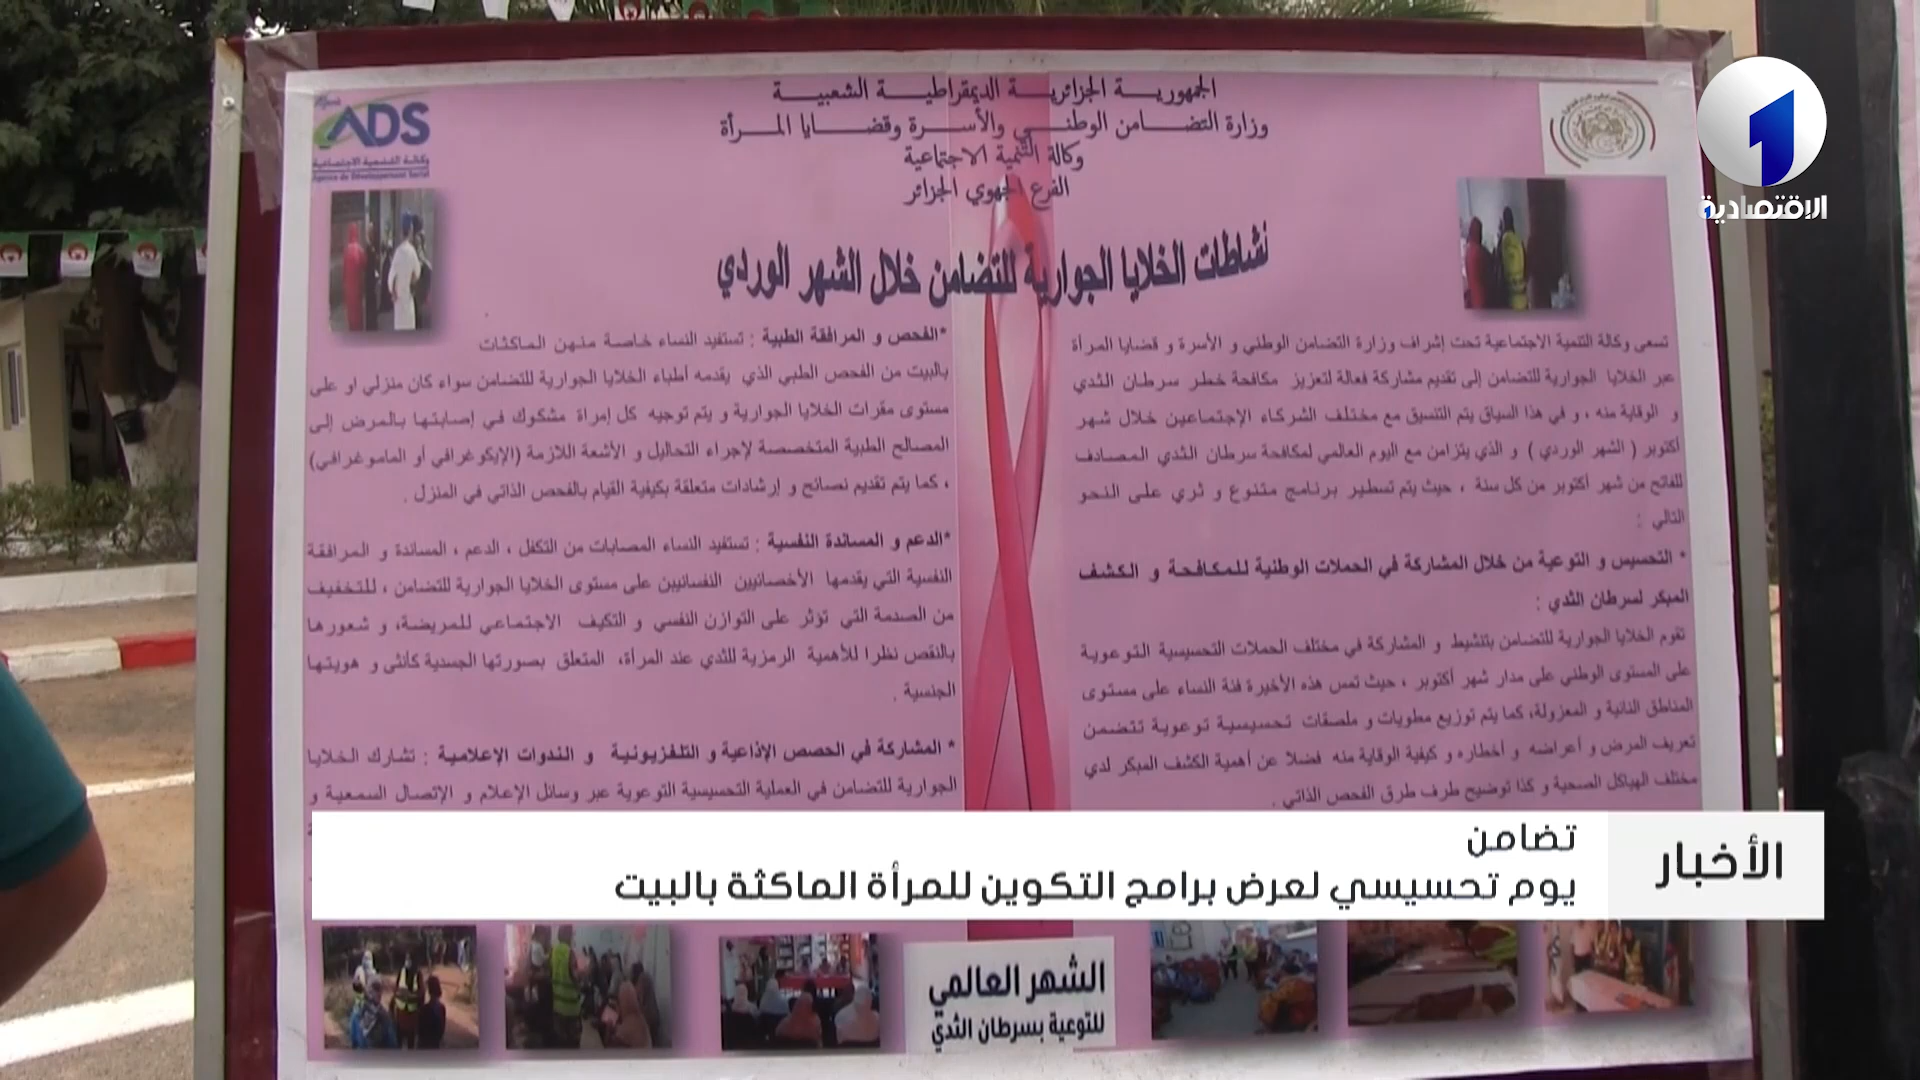 الجمهورية الجزائرية الديمقراطية الشعبية
وزارة التضامن الوطني والأسرة وقضايا المرأة
وكالة التنمية الاجتماعية
الفرع الجهوي الجزائر
ADS
وكالة التنمية الاجتماعية
Agence de Développement Social
نشاطات الخلايا الجوارية للتضامن خلال الشهر الوردي
تسعى وكالة التنمية الاجتماعية تحت إشراف وزارة التضامن الوطني و الأسرة و قضايا المرأة
عبر الخلايا الجوارية للتضامن إلى تقديم مشاركة فعالة لتعزيز مكافحة خطر سرطان الثدي
و الوقاية منه ، و في هذا السياق يتم التنسيق مع مختلف الشركاء الإجتماعين خلال شهر
أكتوبر ( الشهر الوردي ) و الذي يتزامن مع اليوم العالمي لمكافحة سرطان الثدي المصادف
للفاتح من شهر أكتوبر من كل سنة ، حيث يتم تسطير برنامج متنوع و ثري على النحو
التالي :
* التحسيس و التوعية من خلال المشاركة في الحملات الوطنية للمكافحة و الكشف
المبكر لسرطان الثدي :
تقوم الخلايا الجوارية للتضامن بتنشيط و المشاركة في مختلف الحملات التحسيسية التوعوية
على المستوى الوطني على مدار شهر أكتوبر ، حيث تمس هذه الأخيرة فئة النساء على مستوى
المناطق النائية و المعزولة، كما يتم توزيع مطويات و ملصقات تحسيسية توعوية تتضمن
تعريف المرض و أعراضه و أخطاره و كيفية الوقاية منه فضلا عن أهمية الكشف المبكر لدي
مختلف الهياكل الصحية و كذا توضيح طرف طرق الفحص الذاتي .
*الفحص و المرافقة الطبية : تستفيد النساء خاصة منهن الماكثات
بالبيت من الفحص الطبي الذي يقدمه أطباء الخلايا الجوارية للتضامن سواء كان منزلي او على
مستوى مقرات الخلايا الجوارية و يتم توجيه كل إمراة مشكوك في إصابتها بالمرض إلى
المصالح الطبية المتخصصة لإجراء التحاليل و الأشعة اللازمة (الإيكوغرافي أو الماموغرافي)
، كما يتم تقديم نصائح و إرشادات متعلقة بكيفية القيام بالفحص الذاتي في المنزل .
*الدعم و المساندة النفسية : تستفيد النساء المصابات من التكفل ، الدعم ، المساندة و المرافقة
النفسية التي يقدمها الأخصائيين النفسانيين على مستوى الخلايا الجوارية للتضامن ، للتخفيف
من الصدمة التي تؤثر على التوازن النفسي و التكيف الاجتماعي للمريضة، و شعورها
بالنقص نظرا للأهمية الرمزية للثدي عند المرأة، المتعلق بصورتها الجسدية كأنثى و هويتها
الجنسية .
* المشاركة في الحصص الإذاعية و التلفزيونية و الندوات الإعلامية : تشارك الخلايا
الجوارية للتضامن في العملية التحسيسية التوعوية عبر وسائل الإعلام و الإتصال السمعية و
الشهر العالمي
للتوعية بسرطان الثدي
1
الإقتصادية
الأخبار
تضامن
يوم تحسيسي لعرض برامج التكوين للمرأة الماكثة بالبيت